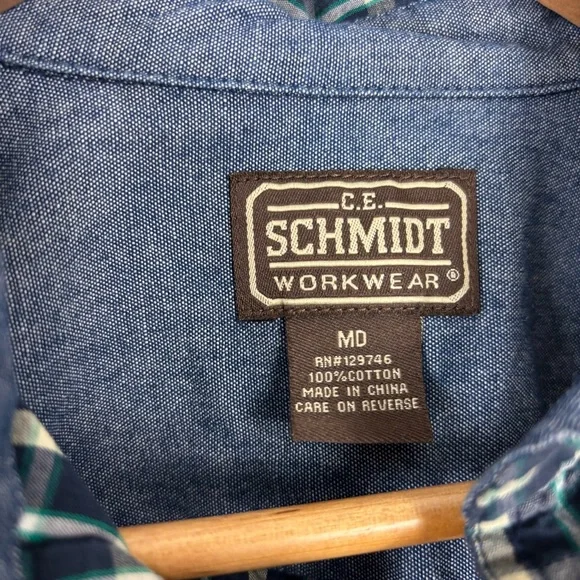 C.E.
SCHMIDT
WORKWEAR®
MD
RN#129746
100%COTTON
MADE IN CHINA
CARE ON REVERSE